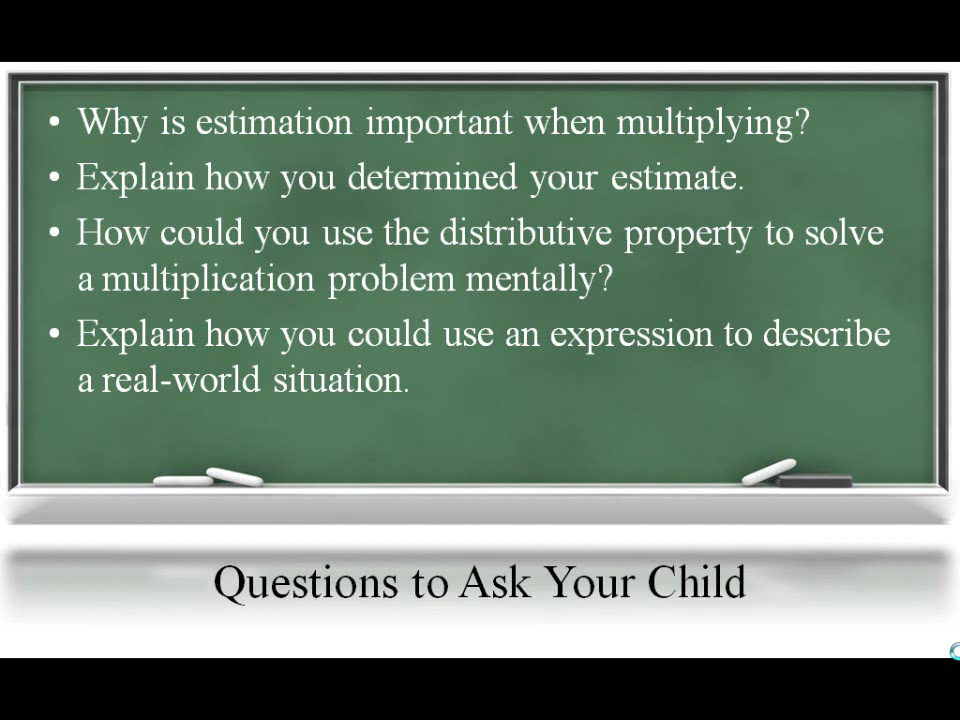 • Why is estimation important when multiplying?
• Explain how you determined your estimate.
• How could you use the distributive property to solve
a multiplication problem mentally?
• Explain how you could use an expression to describe
a real-world situation.
Questions to Ask Your Child